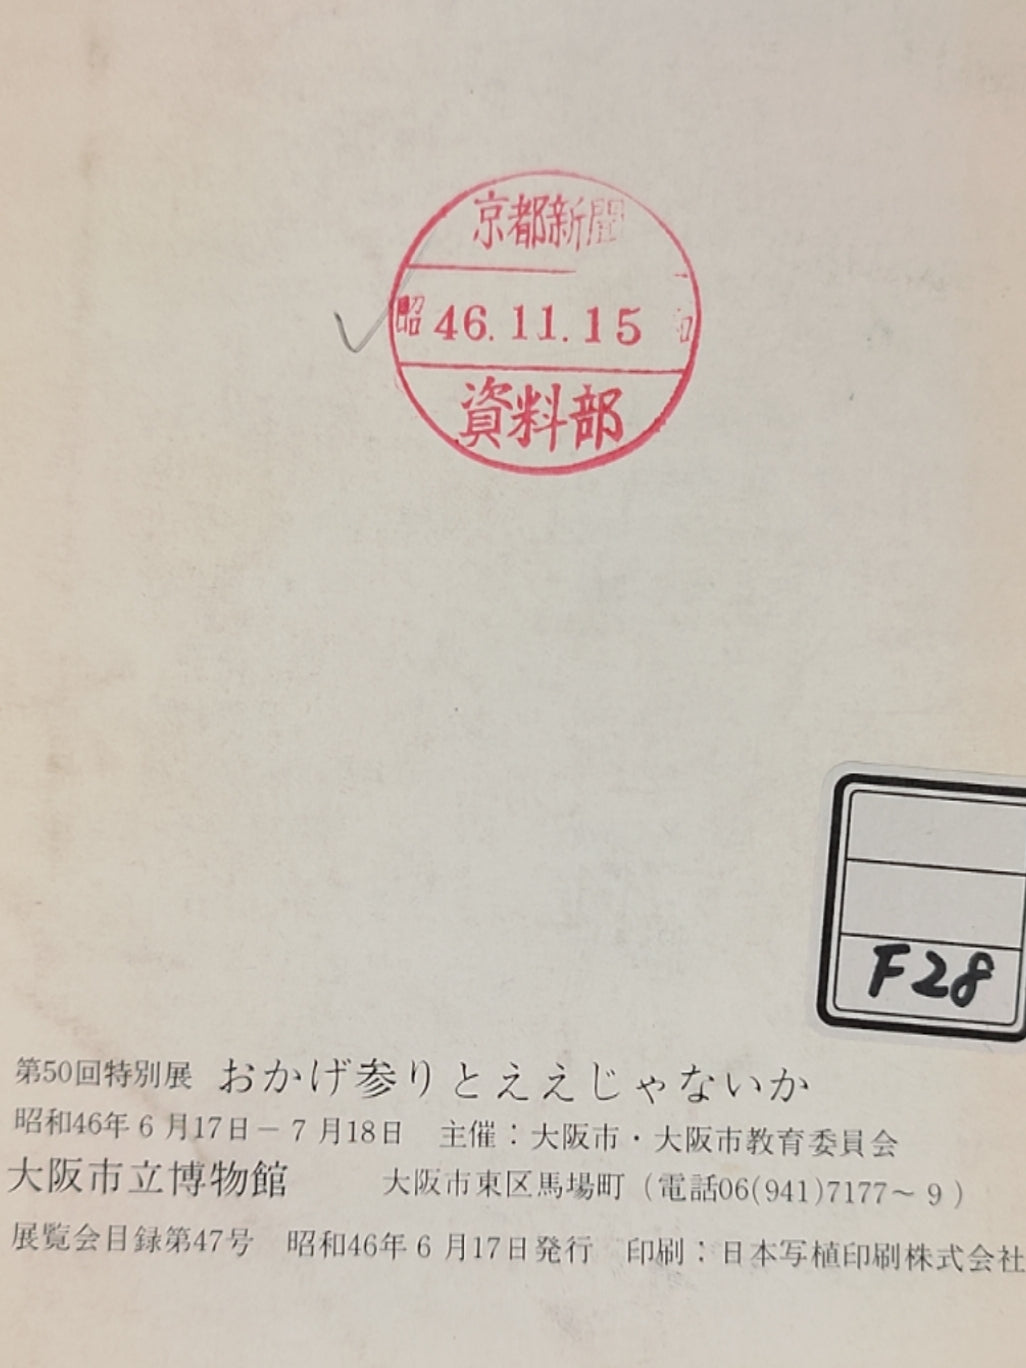 京都新聞
昭46.11.15和
資料部
F28
第50回特別展 おかげ参りとええじゃないか
昭和46年6月17日－7月18日 主催：大阪市・大阪市教育委員会
大阪市立博物館 大阪市東区馬場町（電話06(941)7177～9）
展覧会目録第47号 昭和46年6月17日発行 印刷：日本写植印刷株式会社